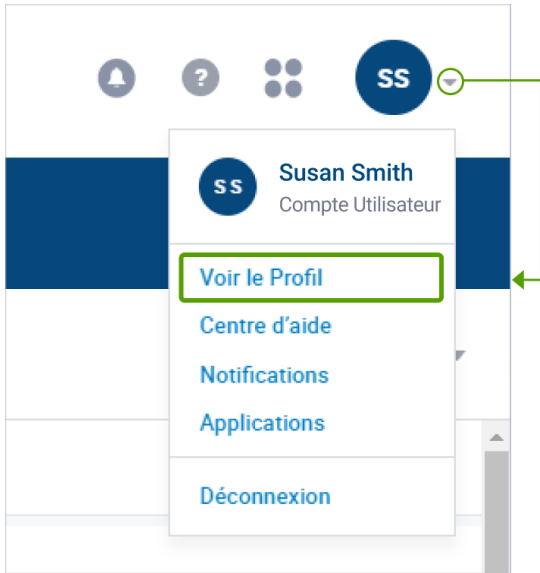 ?
SS
SS
Susan Smith
Compte Utilisateur
Voir le Profil
Centre d'aide
Notifications
Applications
Déconnexion